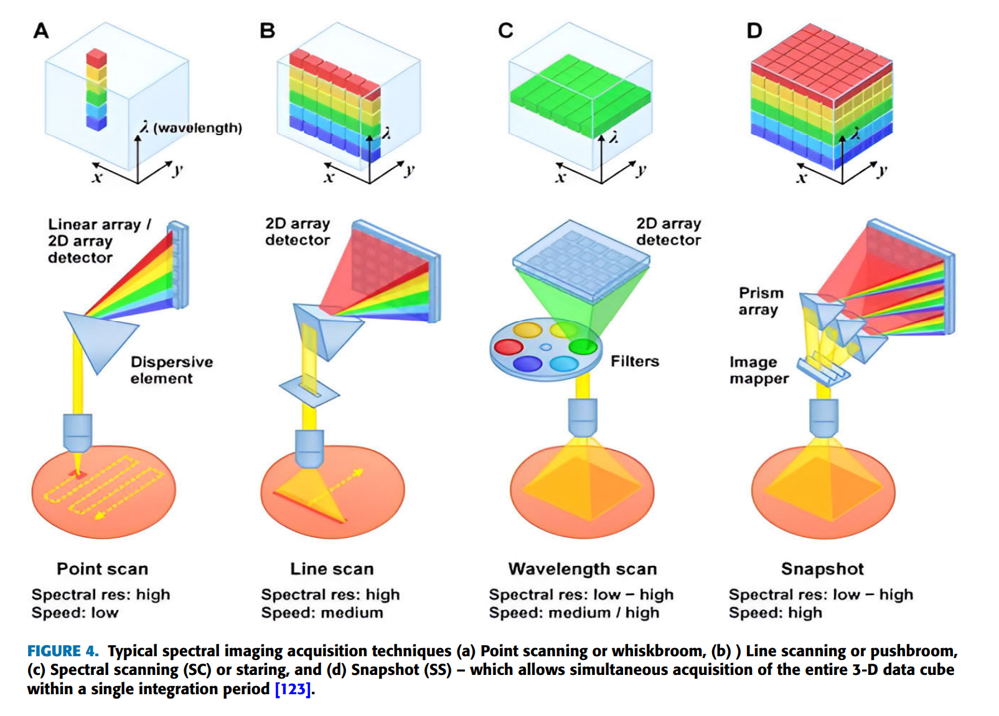 A
λ (wavelength)
x
y
Linear array /
2D array
detector
Dispersive
element
Point scan
Spectral res: high
Speed: low
B
λ
x
y
2D array
detector
Line scan
Spectral res: high
Speed: medium
C
λ
x
y
2D array
detector
Filters
Wavelength scan
Spectral res: low – high
Speed: medium / high
D
λ
x
y
Prism
array
Image
mapper
Snapshot
Spectral res: low – high
Speed: high
FIGURE 4. Typical spectral imaging acquisition techniques (a) Point scanning or whiskbroom, (b) ) Line scanning or pushbroom,
(c) Spectral scanning (SC) or staring, and (d) Snapshot (SS) – which allows simultaneous acquisition of the entire 3-D data cube
within a single integration period [123].